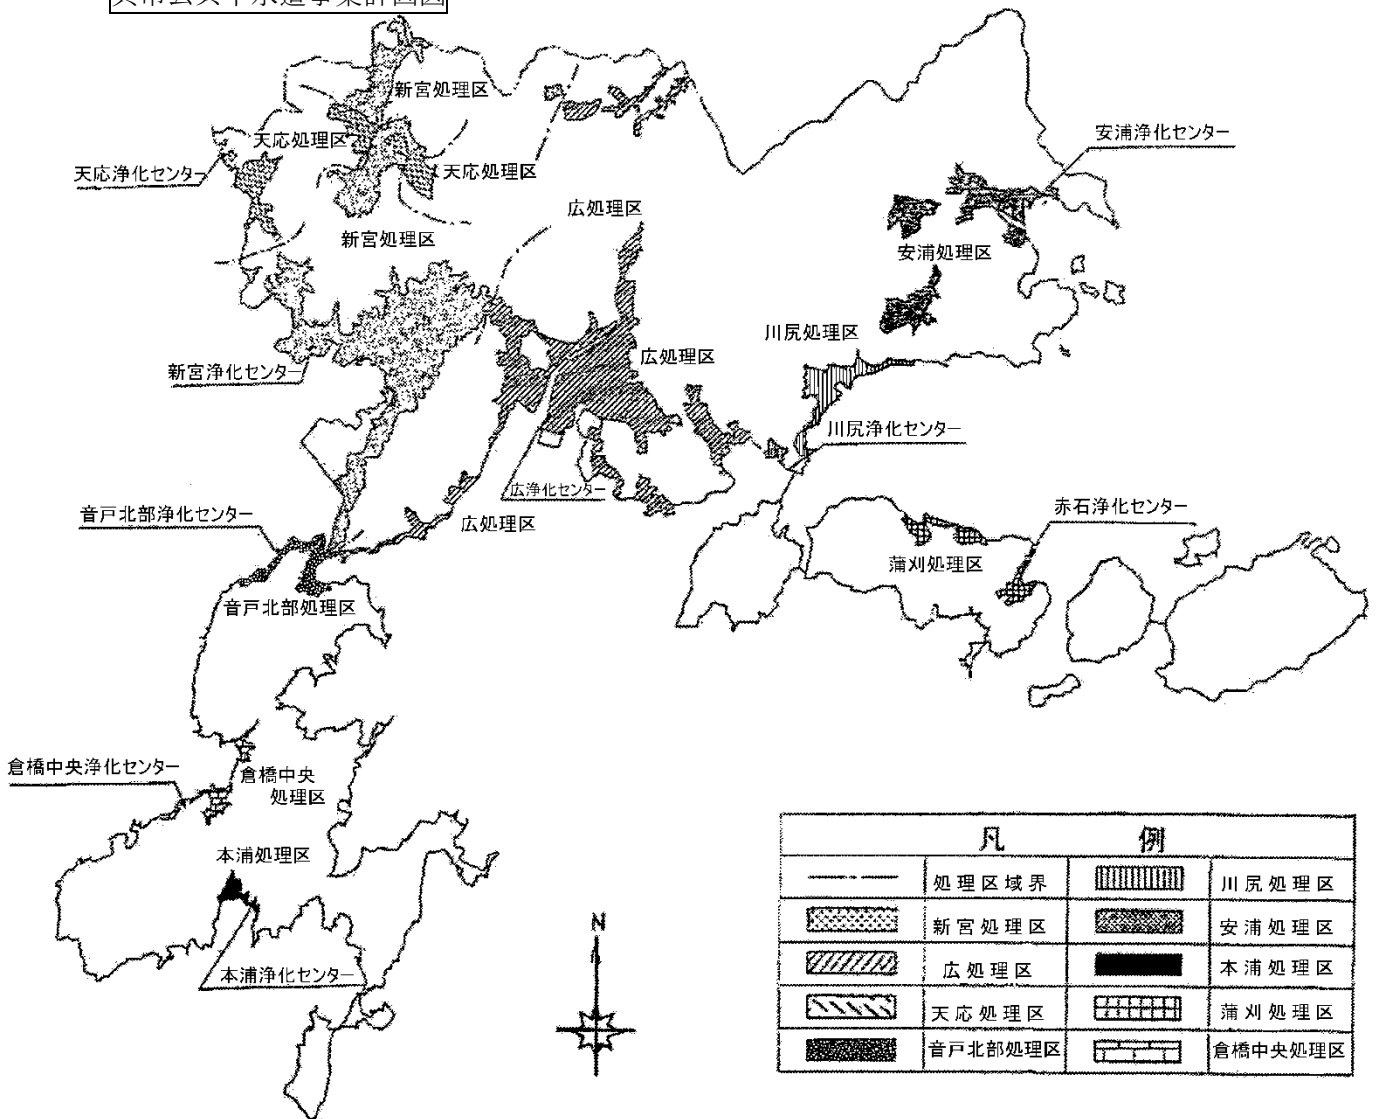 新宮処理区
天応処理区
天応浄化センター
天応処理区
安浦浄化センター
広処理区
新宮処理区
安浦処理区
川尻処理区
広処理区
新宮浄化センター
川尻浄化センター
広浄化センター
音戸北部浄化センター
広処理区
赤石浄化センター
蒲刈処理区
音戸北部処理区
倉橋中央浄化センター
倉橋中央
処理区
本浦処理区
本浦浄化センター
N
凡 例
処理区域界 川尻処理区
新宮処理区 安浦処理区
広処理区 本浦処理区
天応処理区 蒲刈処理区
音戸北部処理区 倉橋中央処理区